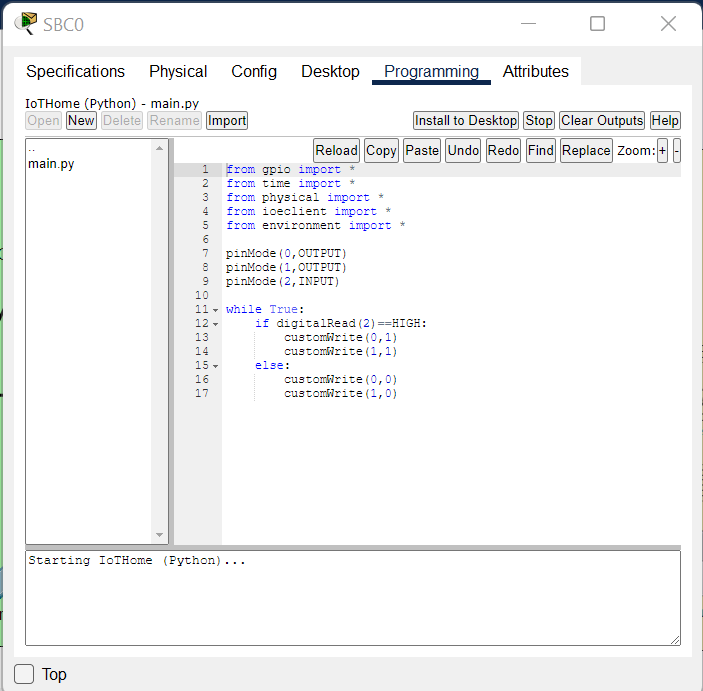 SBC0
Specifications Physical Config Desktop Programming Attributes
IoTHome (Python) - main.py
Open New Delete Rename Import Install to Desktop Stop Clear Outputs Help
Reload Copy Paste Undo Redo Find Replace Zoom: + -
..
main.py
1 from gpio import *
2 from time import *
3 from physical import *
4 from ioeclient import *
5 from environment import *
6
7 pinMode(0,OUTPUT)
8 pinMode(1,OUTPUT)
9 pinMode(2,INPUT)
10
11 while True:
12 if digitalRead(2)==HIGH:
13 customWrite(0,1)
14 customWrite(1,1)
15 else:
16 customWrite(0,0)
17 customWrite(1,0)
Starting IoTHome (Python)...
Top